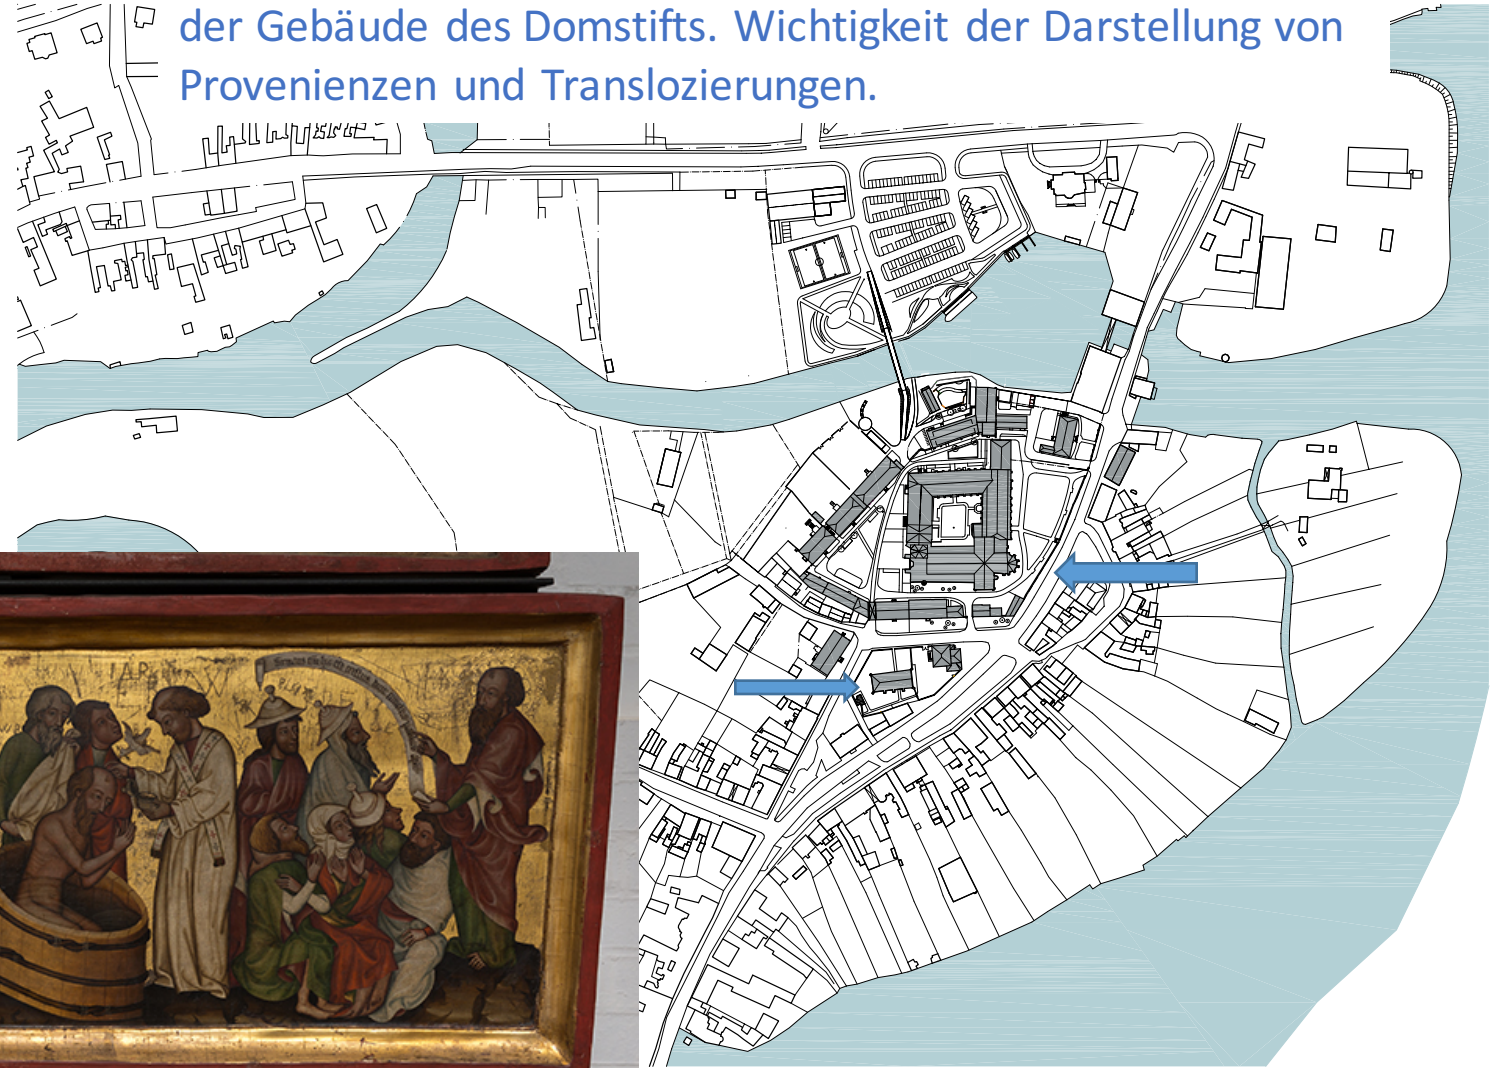 der Gebäude des Domstifts. Wichtigkeit der Darstellung von
Provenienzen und Translozierungen.